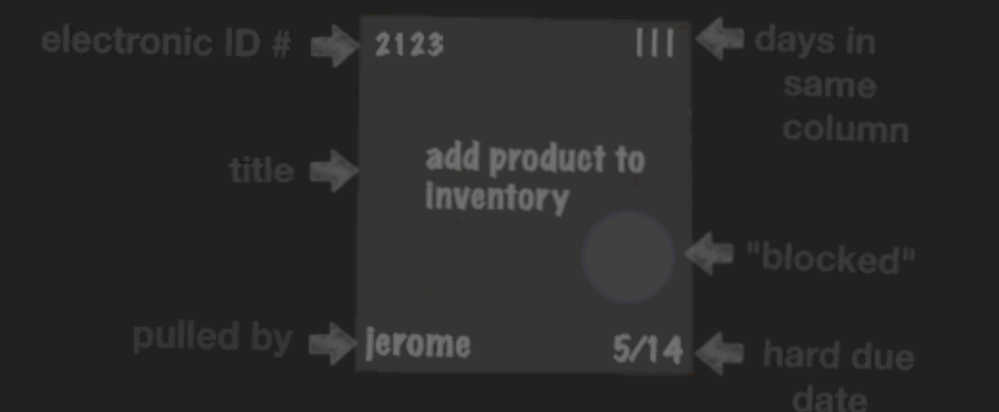 electronic ID # 2123 ||| days in
same
column
title add product to
inventory
"blocked"
pulled by jerome 5/14 hard due
date